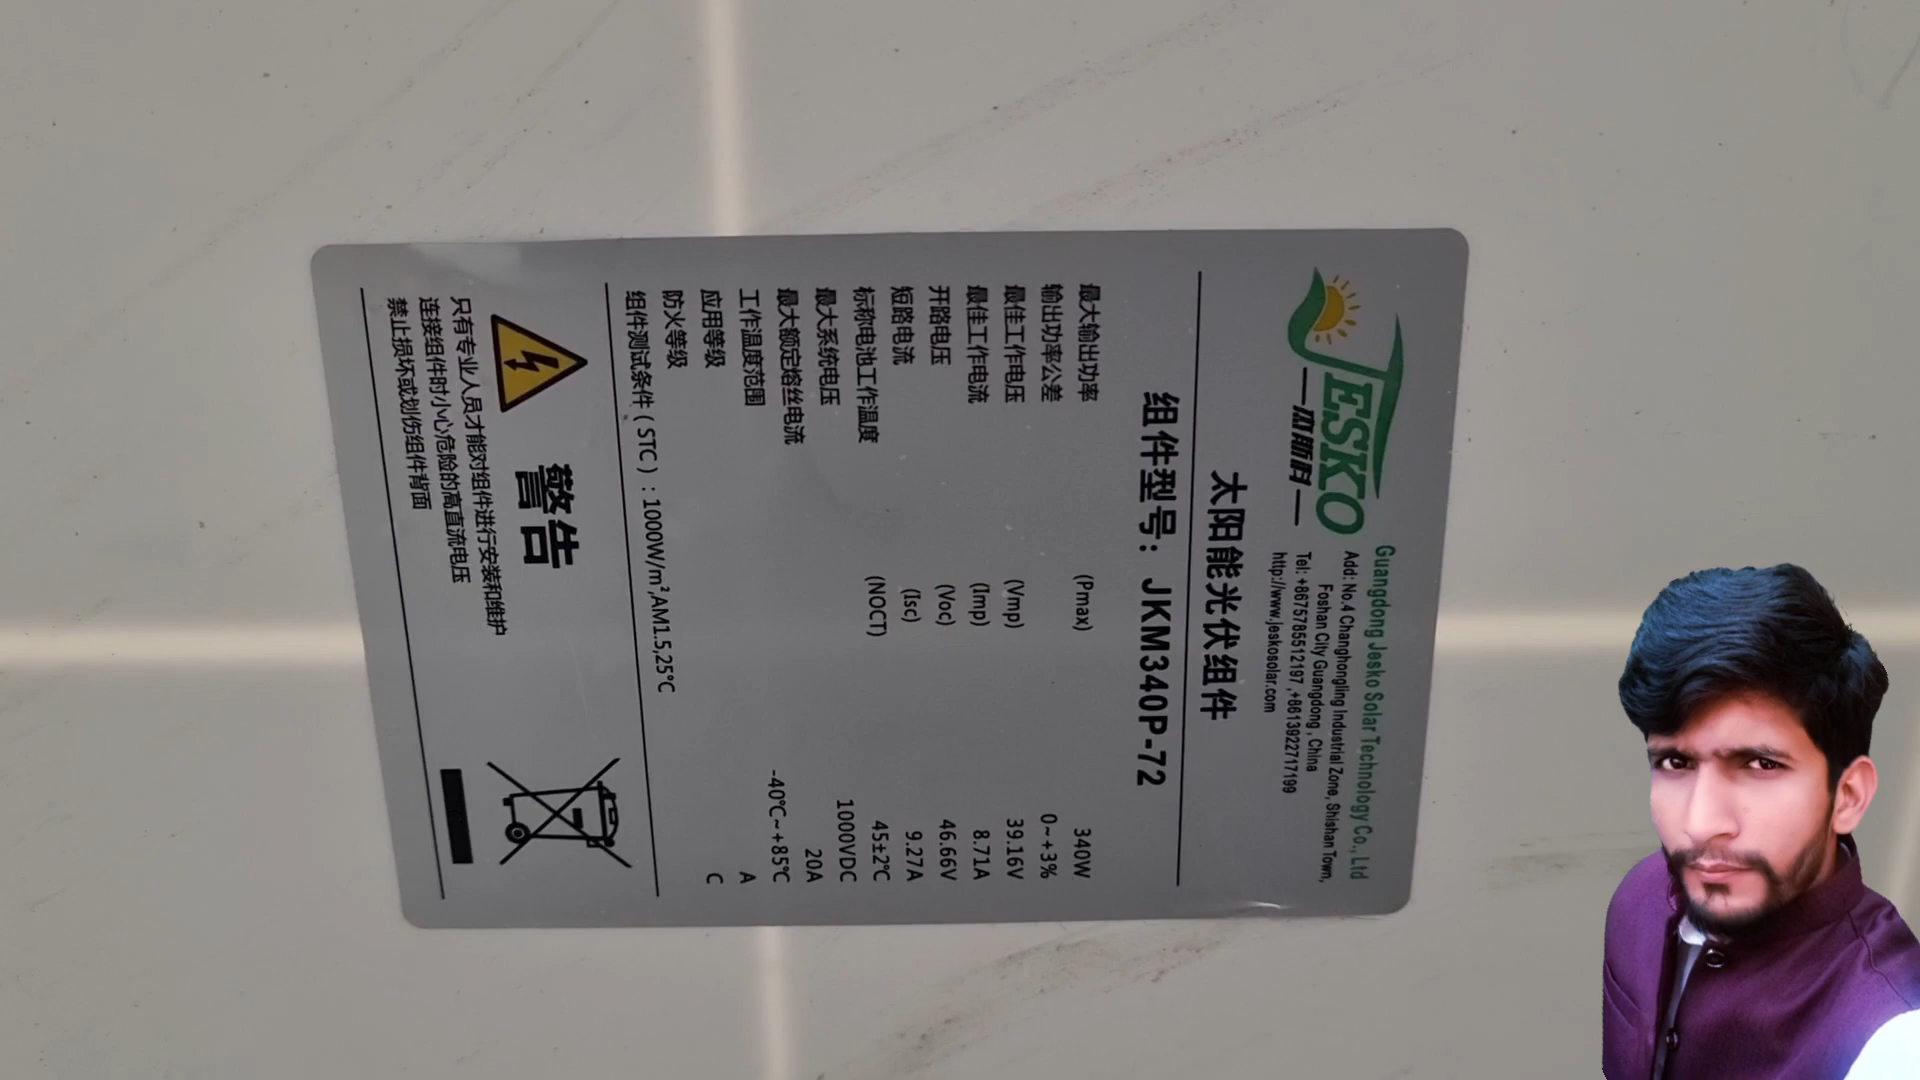 JESKO
杰斯科
Guangdong Jesko Solar Technology Co., Ltd
Add: No.4 Changhongling Industrial Zone, Shishan Town,
Foshan City Guangdong, China
Tel: +8675785512197 ,+8613922717199
http://www.jeskosolar.com
太阳能光伏组件
组件型号: JKM340P-72
最大输出功率 (Pmax) 340W
输出功率公差 0~+3%
最佳工作电压 (Vmp) 39.16V
最佳工作电流 (Imp) 8.71A
开路电压 (Voc) 46.66V
短路电流 (Isc) 9.27A
标称电池工作温度 (NOCT) 45±2℃
最大系统电压 1000VDC
最大额定熔丝电流 20A
工作温度范围 -40℃~+85℃
应用等级 A
防火等级 C
组件测试条件 ( STC ) : 1000W/m²,AM1.5,25℃
警告
只有专业人员才能对组件进行安装和维护
连接组件时小心危险的高直流电压
禁止损坏或划伤组件背面